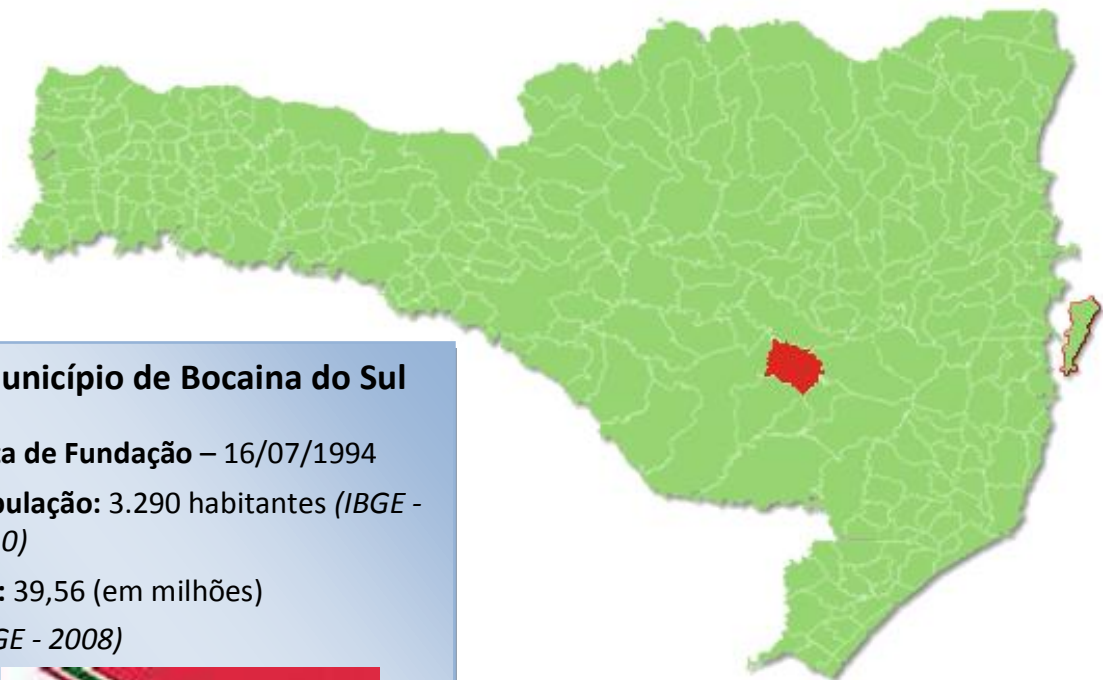 unicípio de Bocaina do Sul
a de Fundação – 16/07/1994
pulação: 3.290 habitantes (IBGE -
0)
: 39,56 (em milhões)
GE - 2008)